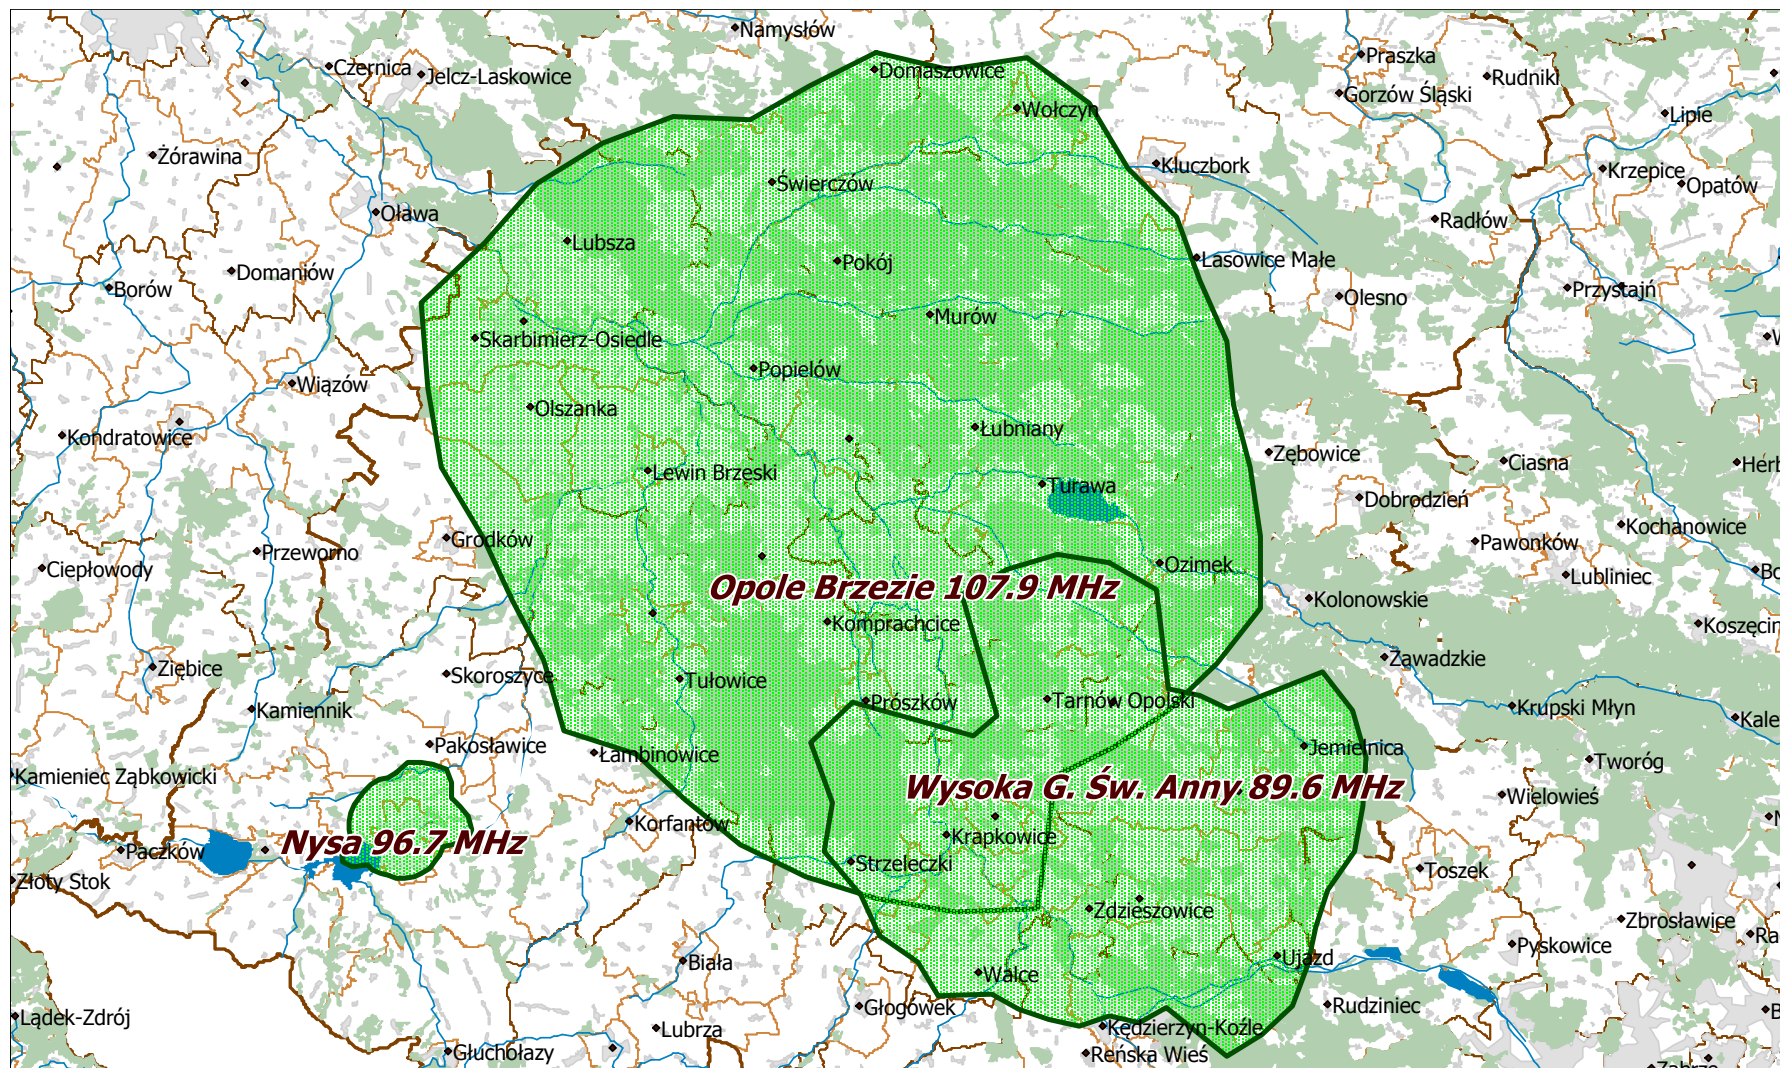 Namysłów
Czernica
Jelcz-Laskowice
Domaszowice
Praszka
Rudniki
Gorzów Śląski
Wołczyn
Lipie
Żórawina
Kluczbork
Krzepice
Opatów
Świerczów
Oława
Radłów
Lubsza
Pokój
Lasowice Małe
Domaniów
Borów
Olesno
Przystajń
Murów
Skarbimierz-Osiedle
Popielów
Wiązów
Olszanka
Łubniany
Kondratowice
Zębowice
Ciasna
Herb
Lewin Brzeski
Turawa
Dobrodzień
Kochanowice
Grodków
Pawonków
Przeworno
Ciepłowody
Ozimek
Lubliniec
Bo
Opole Brzezie 107.9 MHz
Kolonowskie
Komprachcice
Koszęcin
Zawadzkie
Ziębice
Skoroszyce
Tułowice
Prószków
Tarnów Opolski
Kamiennik
Krupski Młyn
Kale
Pakosławice
Łambinowice
Jemielnica
Tworóg
Kamieniec Ząbkowicki
Wysoka G. Św. Anny 89.6 MHz
Wielowieś
Korfantów
Krapkowice
Nysa 96.7 MHz
Paczków
Strzeleczki
Toszek
Złoty Stok
Zdzieszowice
Zbrosławice
Ra
Pyskowice
Biała
Walce
Ujazd
Głogówek
Rudziniec
Lądek-Zdrój
Lubrza
Kędzierzyn-Koźle
Głuchołazy
Reńska Wieś
Zabrze